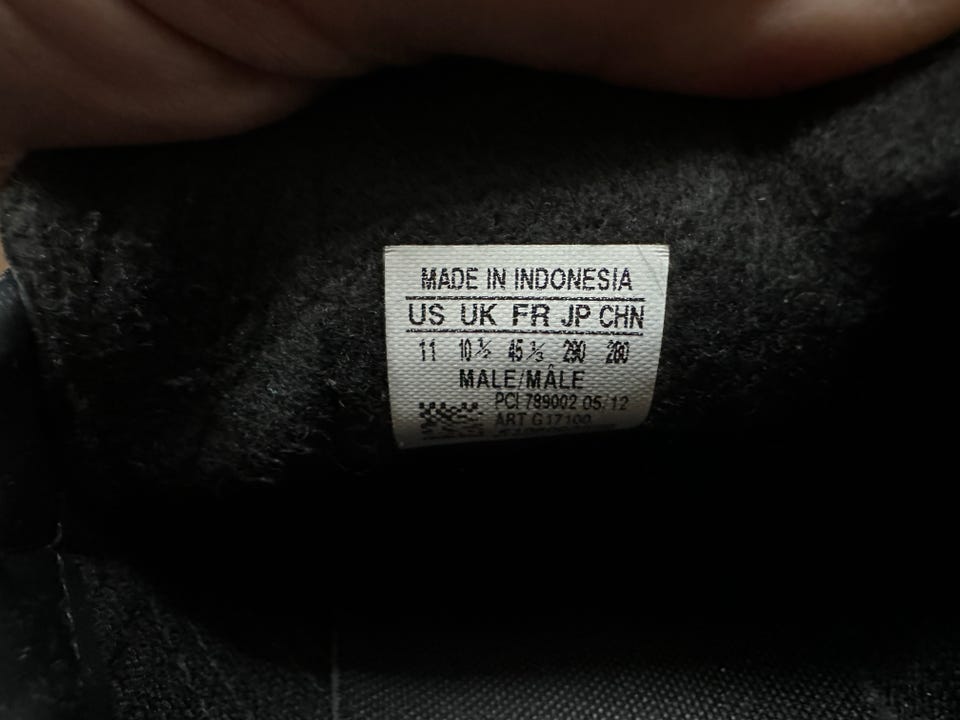 MADE IN INDONESIA
US UK FR JP CHN
11 10½ 45⅓ 290 280
MALE/MÂLE
PCI 789002 05/12
ART G17100